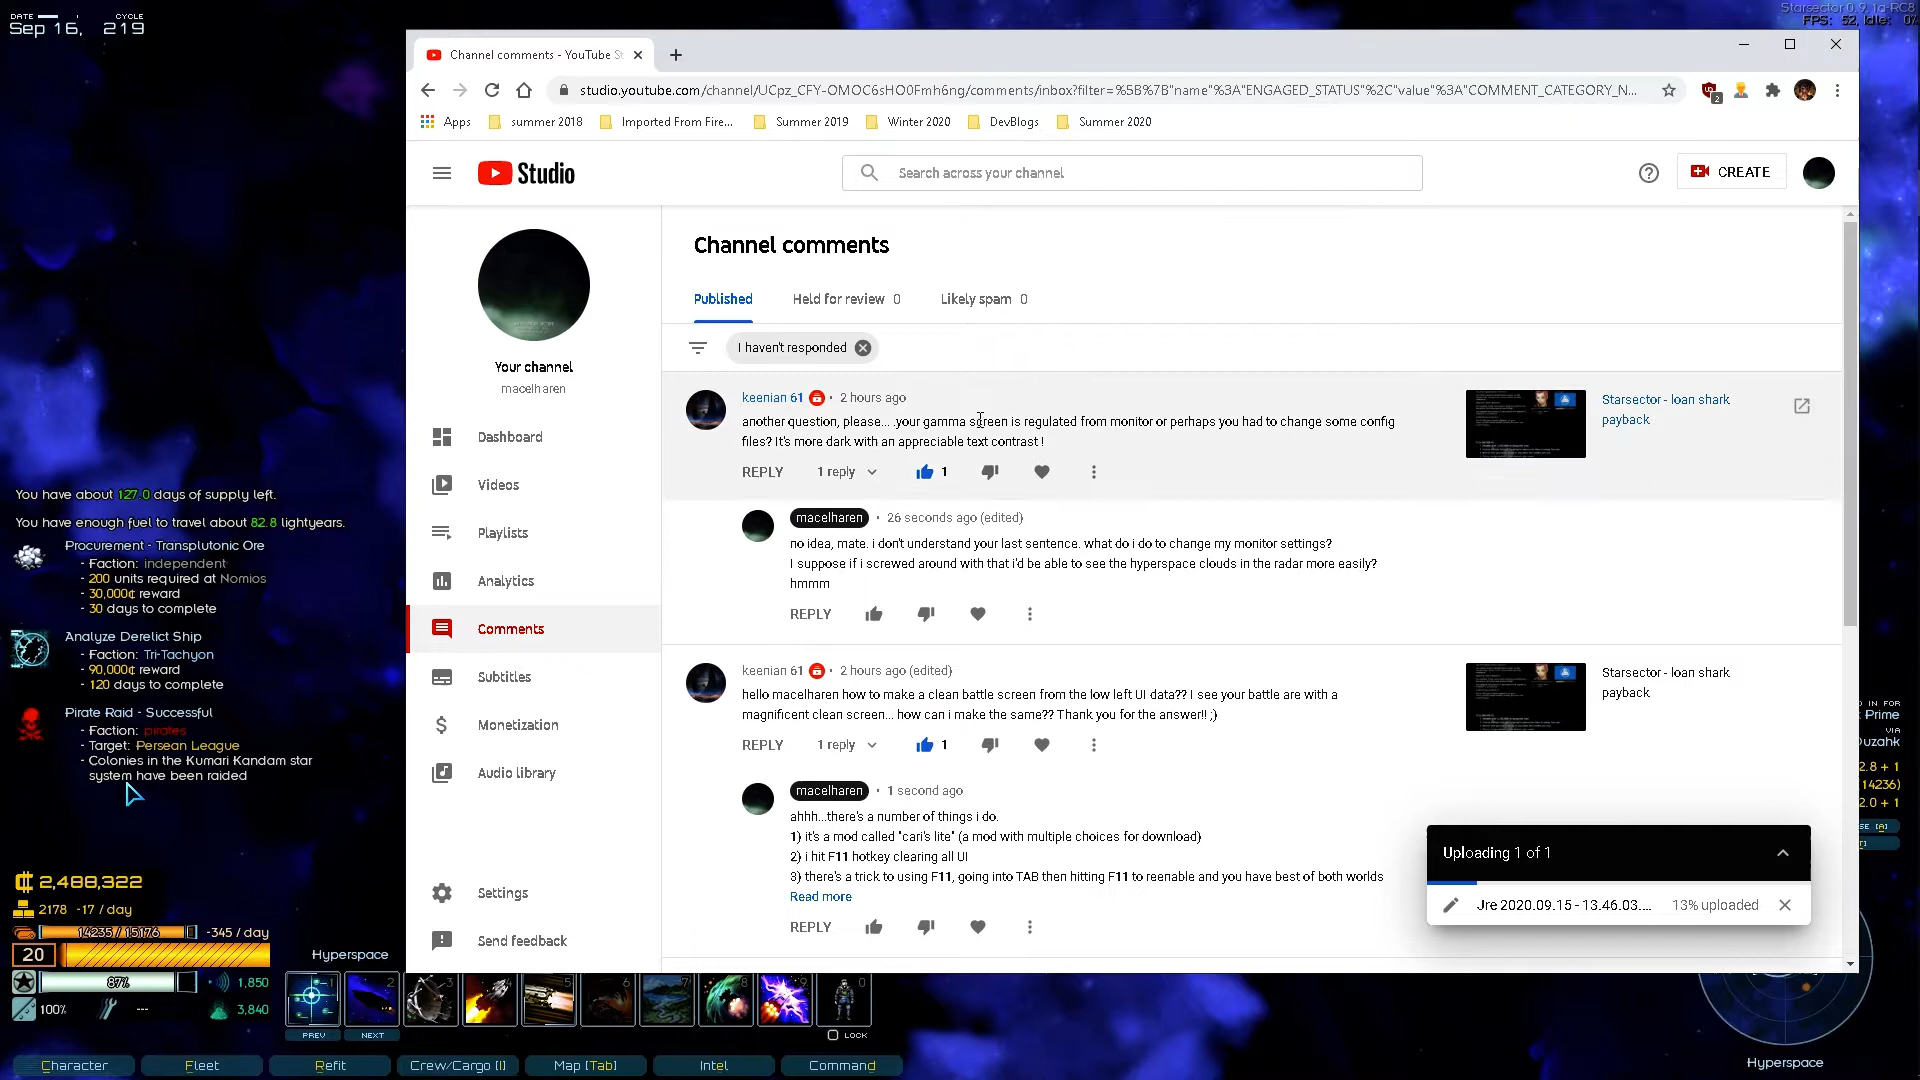 DATE
CYCLE
Sep 16, 219
Starsector 0.9.1a-RC8
FPS: 52, Idle: 0%
Channel comments - YouTube St
studio.youtube.com/channel/UCpz_CFY-OMOC6sHO0Fmh6ng/comments/inbox?filter=%5B%7B"name"%3A"ENGAGED_STATUS"%2C"value"%3A"COMMENT_CATEGORY_N...
2
Apps
summer 2018
Imported From Fire...
Summer 2019
Winter 2020
DevBlogs
Summer 2020
Studio
Search across your channel
CREATE
Your channel
macelharen
Dashboard
Videos
Playlists
Analytics
Comments
Subtitles
Monetization
Audio library
Settings
Send feedback
Channel comments
Published
Held for review 0
Likely spam 0
I haven't responded
keenian 61 • 2 hours ago
another question, please... .your gamma screen is regulated from monitor or perhaps you had to change some config
files? It's more dark with an appreciable text contrast !
REPLY 1 reply 1
Starsector - loan shark
payback
macelharen • 26 seconds ago (edited)
no idea, mate. i don't understand your last sentence. what do i do to change my monitor settings?
I suppose if i screwed around with that i'd be able to see the hyperspace clouds in the radar more easily?
hmmm
REPLY
keenian 61 • 2 hours ago (edited)
hello macelharen how to make a clean battle screen from the low left UI data?? I see your battle are with a
magnificent clean screen... how can i make the same?? Thank you for the answer!! ;)
REPLY 1 reply 1
Starsector - loan shark
payback
macelharen • 1 second ago
ahhh...there's a number of things i do.
1) it's a mod called "cari's lite" (a mod with multiple choices for download)
2) i hit F11 hotkey clearing all UI
3) there's a trick to using F11, going into TAB then hitting F11 to reenable and you have best of both worlds
Read more
REPLY
Uploading 1 of 1
Jre 2020.09.15 - 13.46.03....
13% uploaded
You have about 127.0 days of supply left.
You have enough fuel to travel about 82.8 lightyears.
Procurement - Transplutonic Ore
- Faction: independent
- 200 units required at Nomios
- 30,000¢ reward
- 30 days to complete
Analyze Derelict Ship
- Faction: Tri-Tachyon
- 90,000¢ reward
- 120 days to complete
Pirate Raid - Successful
- Faction: pirates
- Target: Persean League
- Colonies in the Kumari Kandam star
system have been raided
2,488,322
2178 -17 / day
14235 / 15176 -345 / day
20
87% 1,850
100% --- 3,840
Hyperspace
1 2 3 5 6 7 8 9 0
PREV NEXT
LOCK
Character
Fleet
Refit
Crew/Cargo [I]
Map [Tab]
Intel
Command
D IN FOR
Prime
VIA
Duzahk
2.8 + 1
(14236)
2.0 + 1
SE [A]
Hyperspace